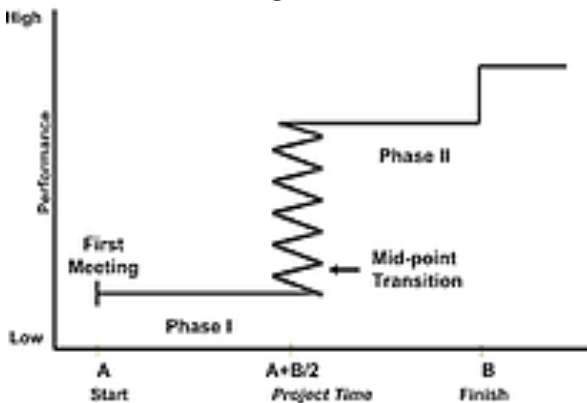 High
Performance
Phase II
First
Meeting
Mid-point
Transition
Phase I
Low
A
A+B/2
B
Start
Project Time
Finish